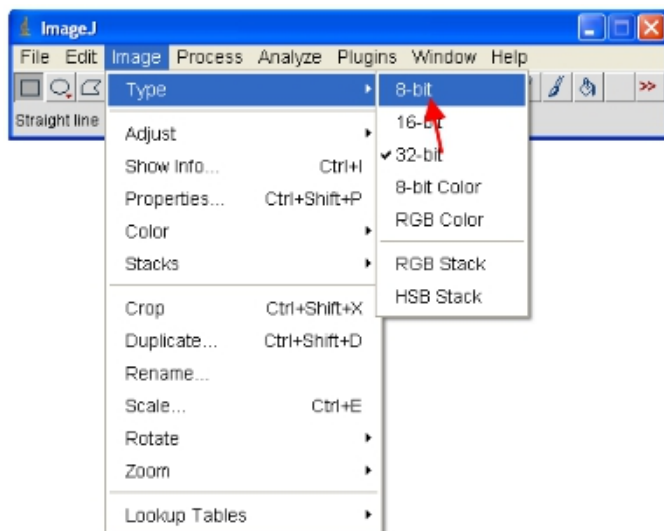 ImageJ
File Edit Image Process Analyze Plugins Window Help
Straight line
Type
Adjust
Show Info... Ctrl+I
Properties... Ctrl+Shift+P
Color
Stacks
Crop Ctrl+Shift+X
Duplicate... Ctrl+Shift+D
Rename...
Scale... Ctrl+E
Rotate
Zoom
Lookup Tables
8-bit
16-bit
32-bit
8-bit Color
RGB Color
RGB Stack
HSB Stack